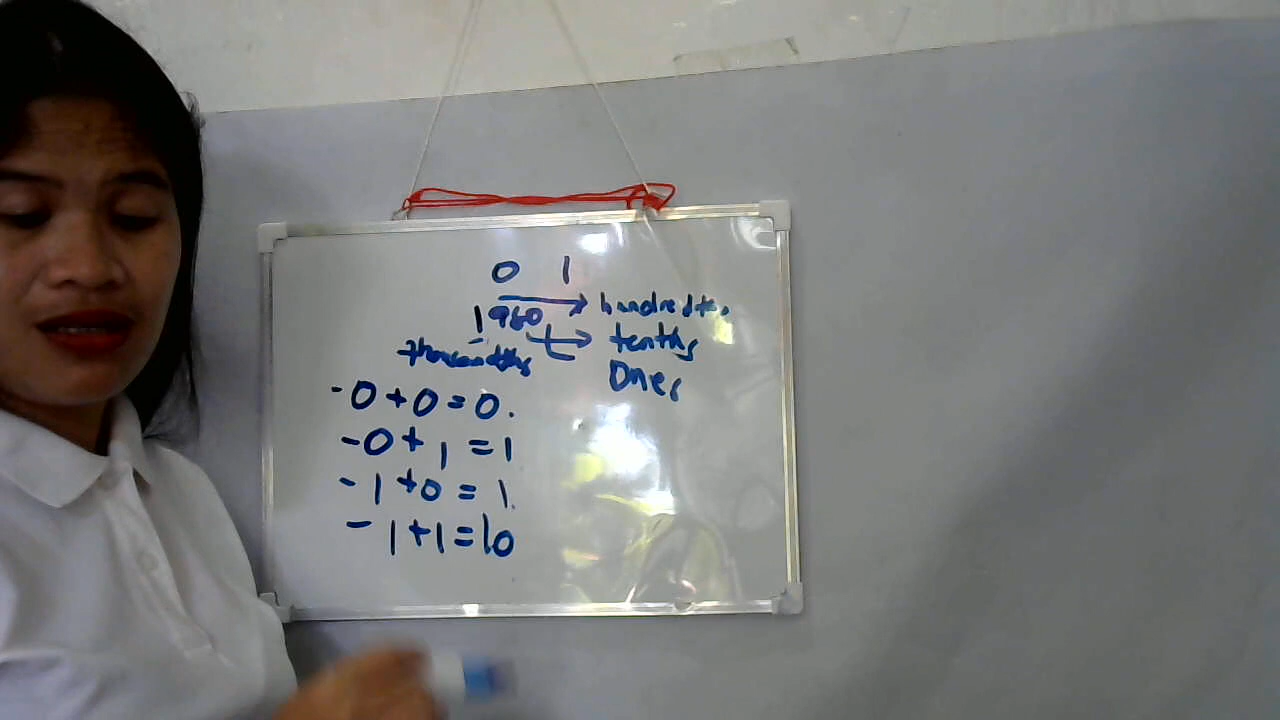 0 1
1960 → hundredths
→ tenths
thousandths
Ones
- 0 + 0 = 0.
- 0 + 1 = 1
- 1 + 0 = 1.
- 1 + 1 = 10